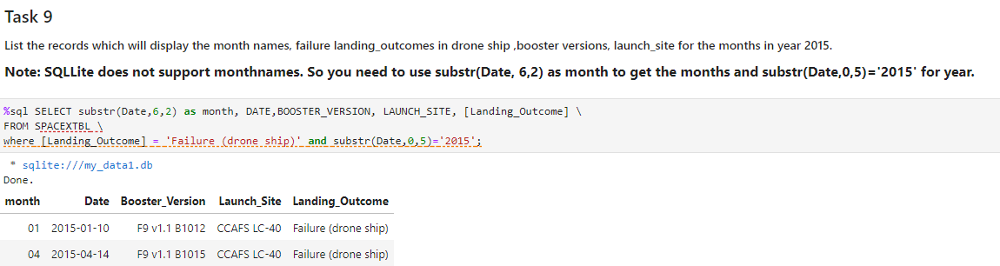 Task 9
List the records which will display the month names, failure landing_outcomes in drone ship ,booster versions, launch_site for the months in year 2015.
Note: SQLLite does not support monthnames. So you need to use substr(Date, 6,2) as month to get the months and substr(Date,0,5)='2015' for year.
%sql SELECT substr(Date,6,2) as month, DATE,BOOSTER_VERSION, LAUNCH_SITE, [Landing_Outcome] \
FROM SPACEXTBL \
where [Landing_Outcome] = 'Failure (drone ship)' and substr(Date,0,5)='2015';
* sqlite:///my_data1.db
Done.
month Date Booster_Version Launch_Site Landing_Outcome
01 2015-01-10 F9 v1.1 B1012 CCAFS LC-40 Failure (drone ship)
04 2015-04-14 F9 v1.1 B1015 CCAFS LC-40 Failure (drone ship)